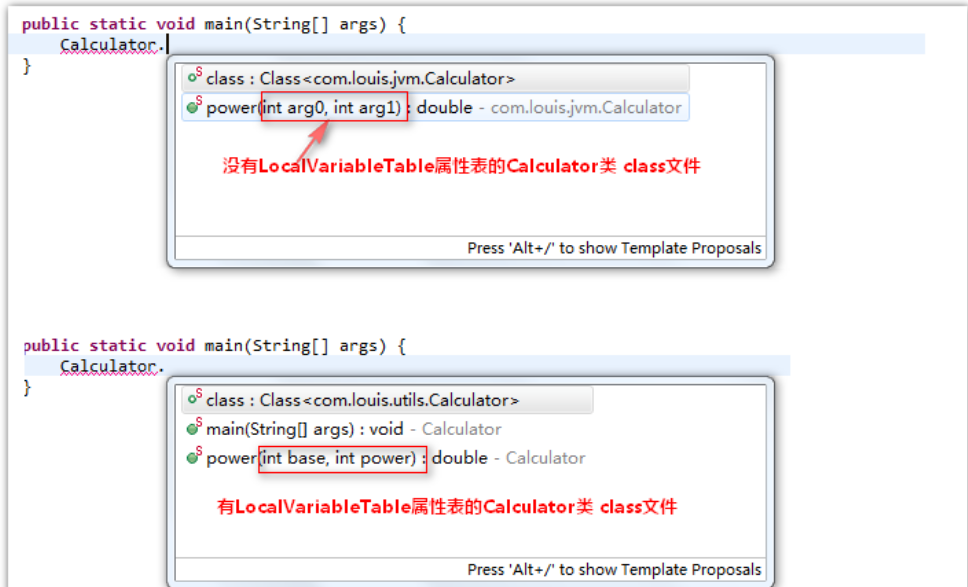 public static void main(String[] args) {
Calculator.
}
class : Class<com.louis.jvm.Calculator>
power(int arg0, int arg1) : double - com.louis.jvm.Calculator
没有LocalVariableTable属性表的Calculator类 class文件
Press 'Alt+/' to show Template Proposals
public static void main(String[] args) {
Calculator.
}
class : Class<com.louis.utils.Calculator>
main(String[] args) : void - Calculator
power(int base, int power) : double - Calculator
有LocalVariableTable属性表的Calculator类 class文件
Press 'Alt+/' to show Template Proposals